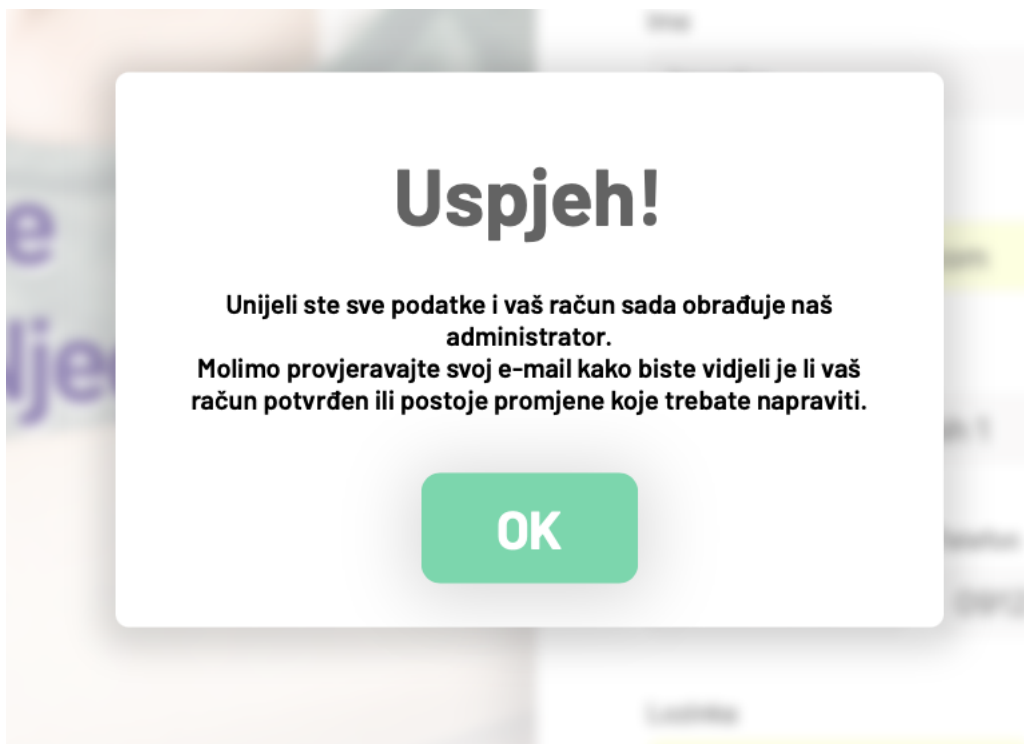 Uspjeh!
Unijeli ste sve podatke i vaš račun sada obrađuje naš
administrator.
Molimo provjeravajte svoj e-mail kako biste vidjeli je li vaš
račun potvrđen ili postoje promjene koje trebate napraviti.
OK